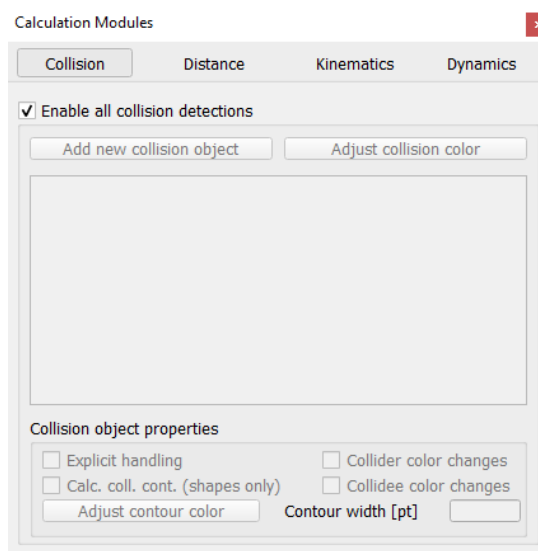 Calculation Modules
Collision Distance Kinematics Dynamics
Enable all collision detections
Add new collision object Adjust collision color
Collision object properties
Explicit handling Collider color changes
Calc. coll. cont. (shapes only) Collidee color changes
Adjust contour color Contour width [pt]